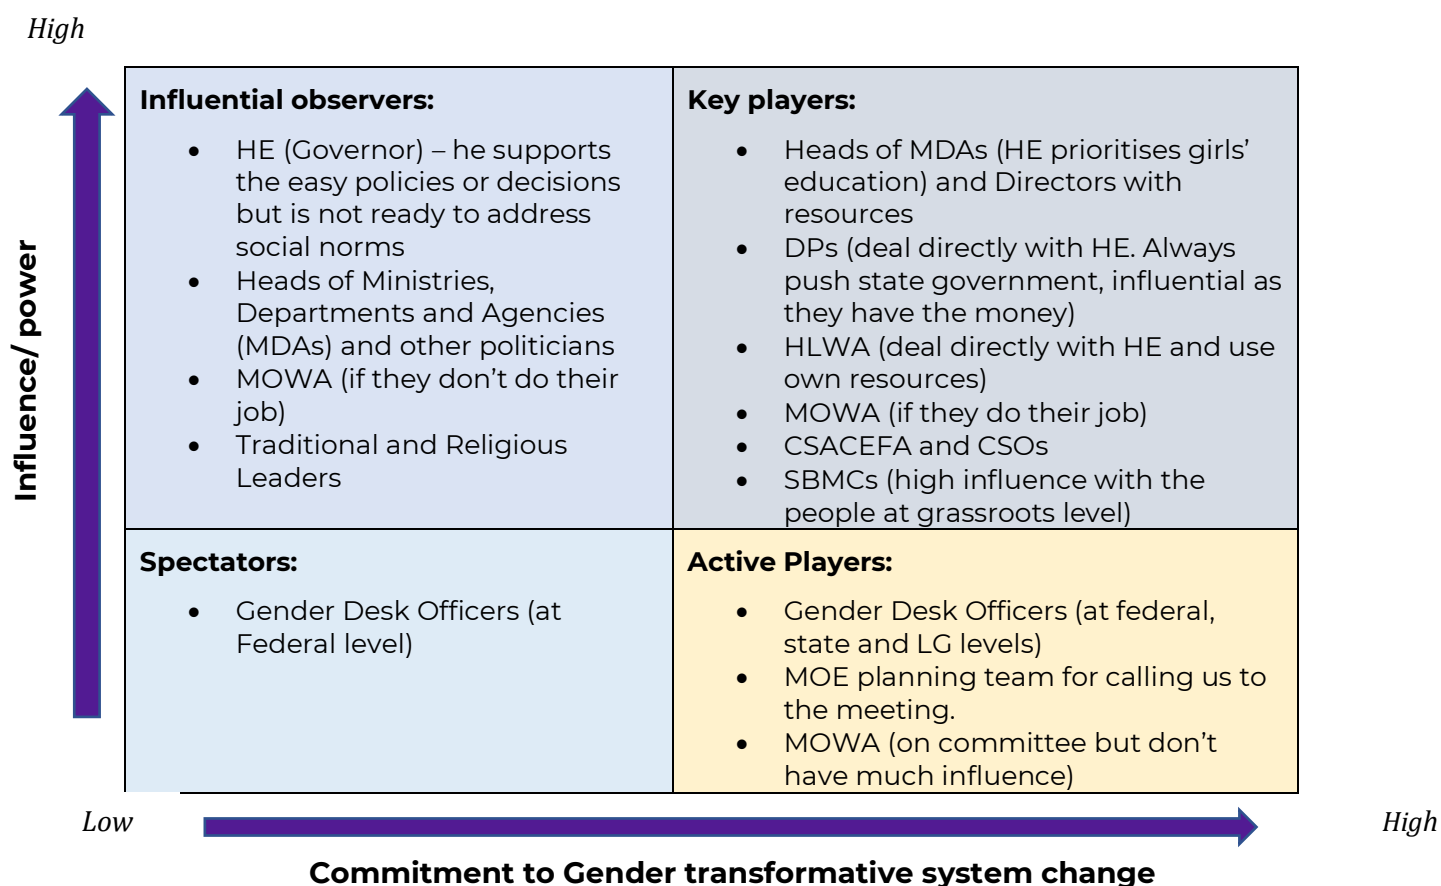 High
Influence/ power
Influential observers:
• HE (Governor) – he supports
the easy policies or decisions
but is not ready to address
social norms
• Heads of Ministries,
Departments and Agencies
(MDAs) and other politicians
• MOWA (if they don’t do their
job)
• Traditional and Religious
Leaders
Key players:
• Heads of MDAs (HE prioritises girls’
education) and Directors with
resources
• DPs (deal directly with HE. Always
push state government, influential as
they have the money)
• HLWA (deal directly with HE and use
own resources)
• MOWA (if they do their job)
• CSACEFA and CSOs
• SBMCs (high influence with the
people at grassroots level)
Spectators:
• Gender Desk Officers (at
Federal level)
Active Players:
• Gender Desk Officers (at federal,
state and LG levels)
• MOE planning team for calling us to
the meeting.
• MOWA (on committee but don’t
have much influence)
Low
High
Commitment to Gender transformative system change